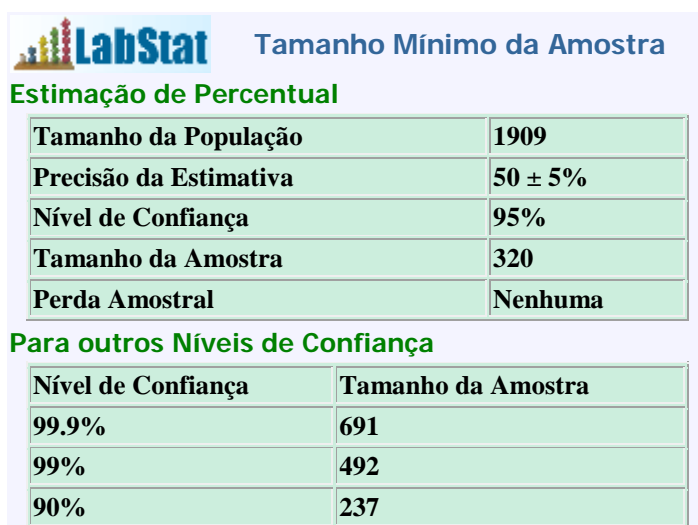 LabStat Tamanho Mínimo da Amostra
Estimação de Percentual
Tamanho da População 1909
Precisão da Estimativa 50 ± 5%
Nível de Confiança 95%
Tamanho da Amostra 320
Perda Amostral Nenhuma
Para outros Níveis de Confiança
Nível de Confiança Tamanho da Amostra
99.9% 691
99% 492
90% 237